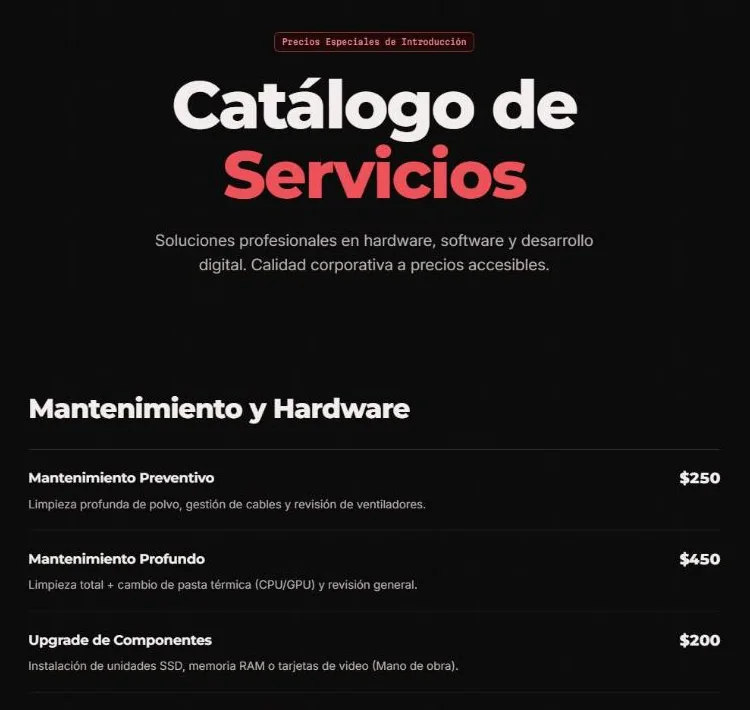 Precios Especiales de Introducción
Catálogo de
Servicios
Soluciones profesionales en hardware, software y desarrollo
digital. Calidad corporativa a precios accesibles.
Mantenimiento y Hardware
Mantenimiento Preventivo
$250
Limpieza profunda de polvo, gestión de cables y revisión de ventiladores.
Mantenimiento Profundo
$450
Limpieza total + cambio de pasta térmica (CPU/GPU) y revisión general.
Upgrade de Componentes
$200
Instalación de unidades SSD, memoria RAM o tarjetas de video (Mano de obra).